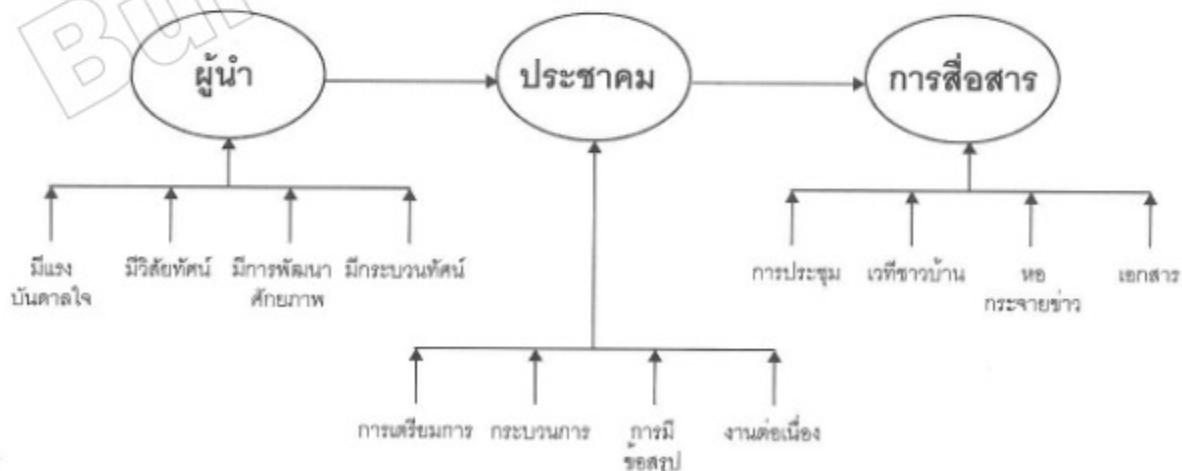 ผู้นำ
ประชาคม
การสื่อสาร
มีแรง
บันดาลใจ
มีวิสัยทัศน์
มีการพัฒนา
ศักยภาพ
มีกระบวนทัศน์
การประชุม
เวทีชาวบ้าน
หอ
กระจายข่าว
เอกสาร
การเตรียมการ
กระบวนการ
การมี
ข้อสรุป
งานต่อเนื่อง